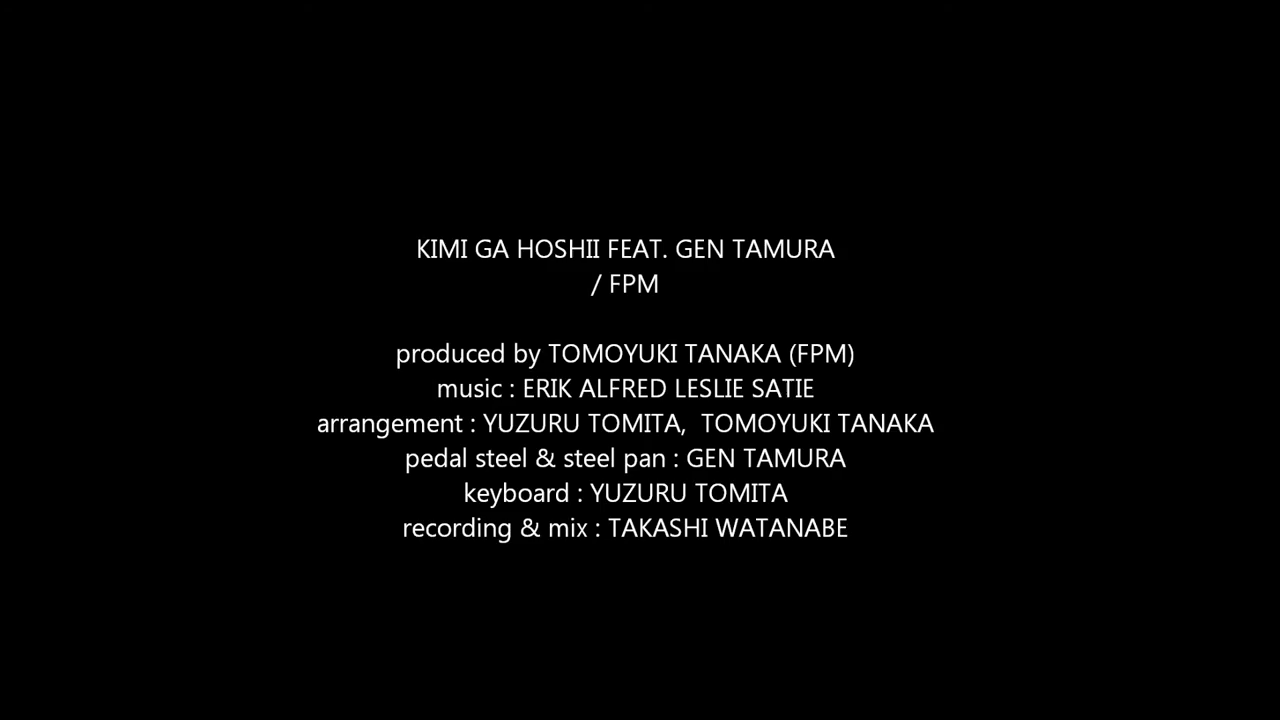 KIMI GA HOSHII FEAT. GEN TAMURA
/ FPM
produced by TOMOYUKI TANAKA (FPM)
music : ERIK ALFRED LESLIE SATIE
arrangement : YUZURU TOMITA,  TOMOYUKI TANAKA
pedal steel & steel pan : GEN TAMURA
keyboard : YUZURU TOMITA
recording & mix : TAKASHI WATANABE